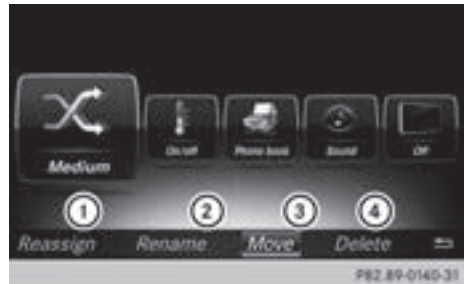 Medium
On/off
Phone book
Sound
Off
1 2 3 4
Reassign Rename Move Delete
P82.89-0140-31